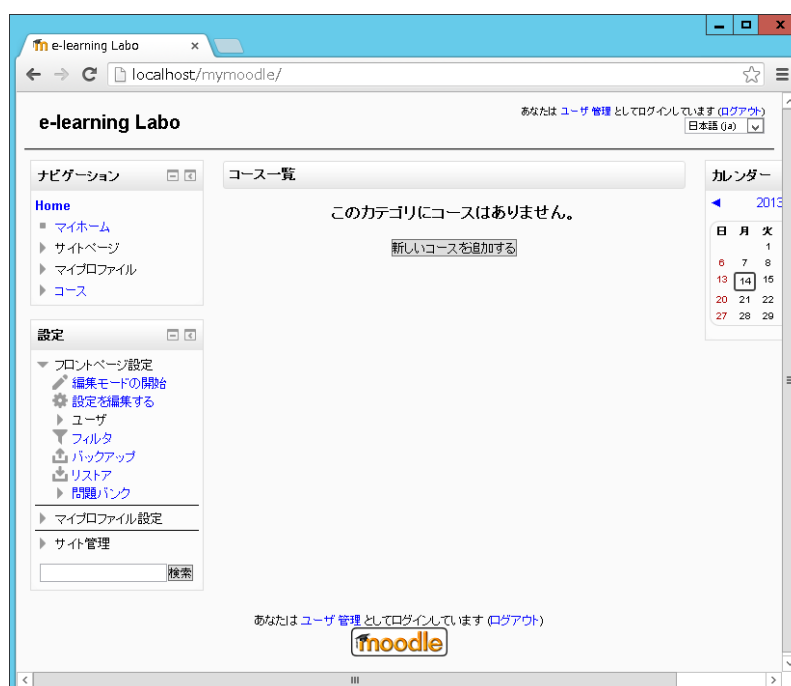 e-learning Labo
localhost/mymoodle/
e-learning Labo
あなたは ユーザ 管理 としてログインしています (ログアウト)
日本語 (ja)
ナビゲーション
Home
マイホーム
サイトページ
マイプロファイル
コース
設定
フロントページ設定
編集モードの開始
設定を編集する
ユーザ
フィルタ
バックアップ
リストア
問題バンク
マイプロファイル設定
サイト管理
検索
コース一覧
このカテゴリにコースはありません。
新しいコースを追加する
カレンダー
2013
日 月 火
1
6 7 8
13 14 15
20 21 22
27 28 29
あなたは ユーザ 管理 としてログインしています (ログアウト)
moodle